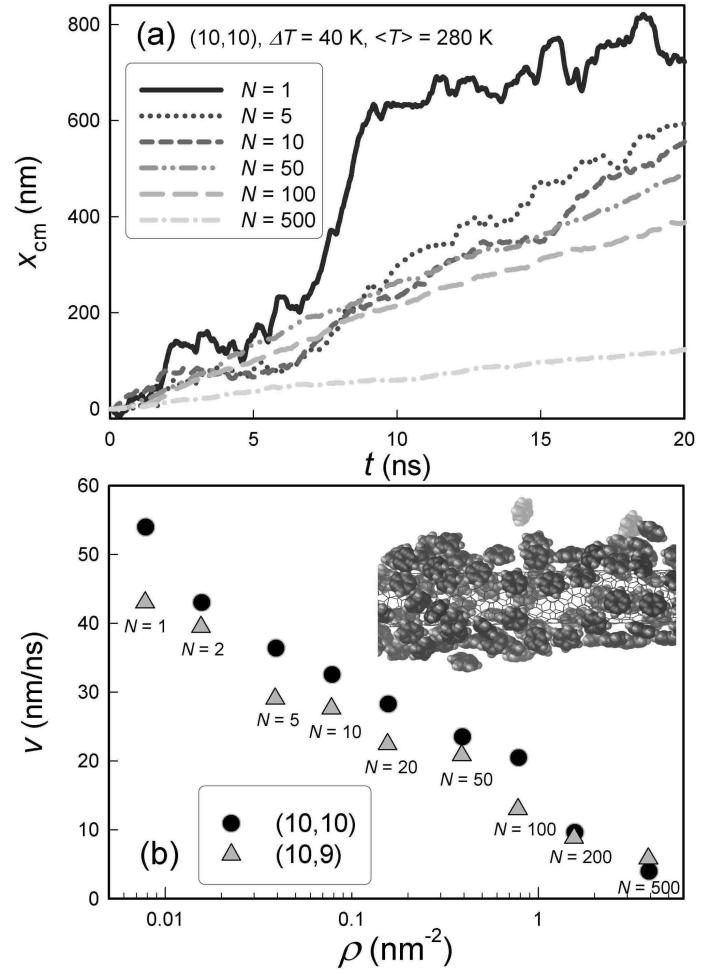 800
(a) (10,10), ΔT = 40 K, <T> = 280 K
N = 1
N = 5
N = 10
N = 50
N = 100
N = 500
600
400
200
0
x_cm (nm)
0 5 10 15 20
t (ns)
60
50
40
30
20
10
0
v (nm/ns)
N = 1
N = 2
N = 5
N = 10
N = 20
N = 50
N = 100
N = 200
N = 500
(b)
(10,10)
(10,9)
0.01 0.1 1
ρ (nm⁻²)